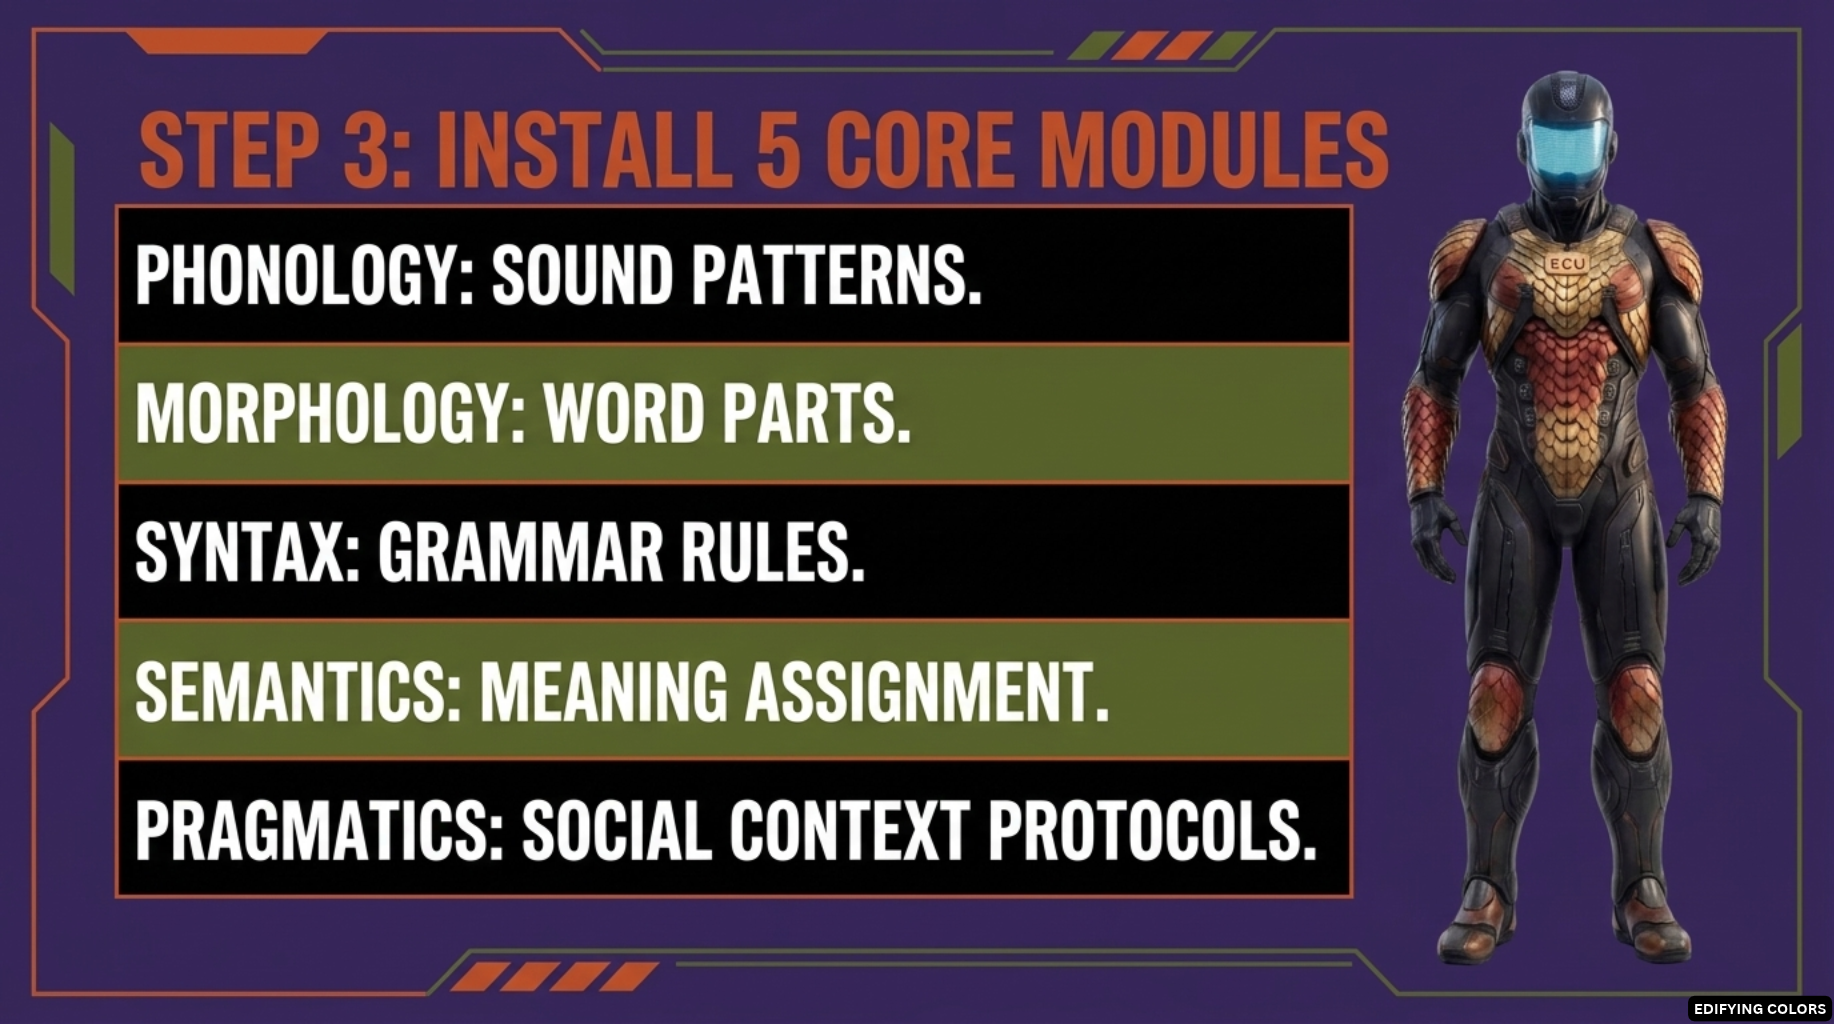 STEP 3: INSTALL 5 CORE MODULES
PHONOLOGY: SOUND PATTERNS.
MORPHOLOGY: WORD PARTS.
SYNTAX: GRAMMAR RULES.
SEMANTICS: MEANING ASSIGNMENT.
PRAGMATICS: SOCIAL CONTEXT PROTOCOLS.
ECU
EDIFYING COLORS